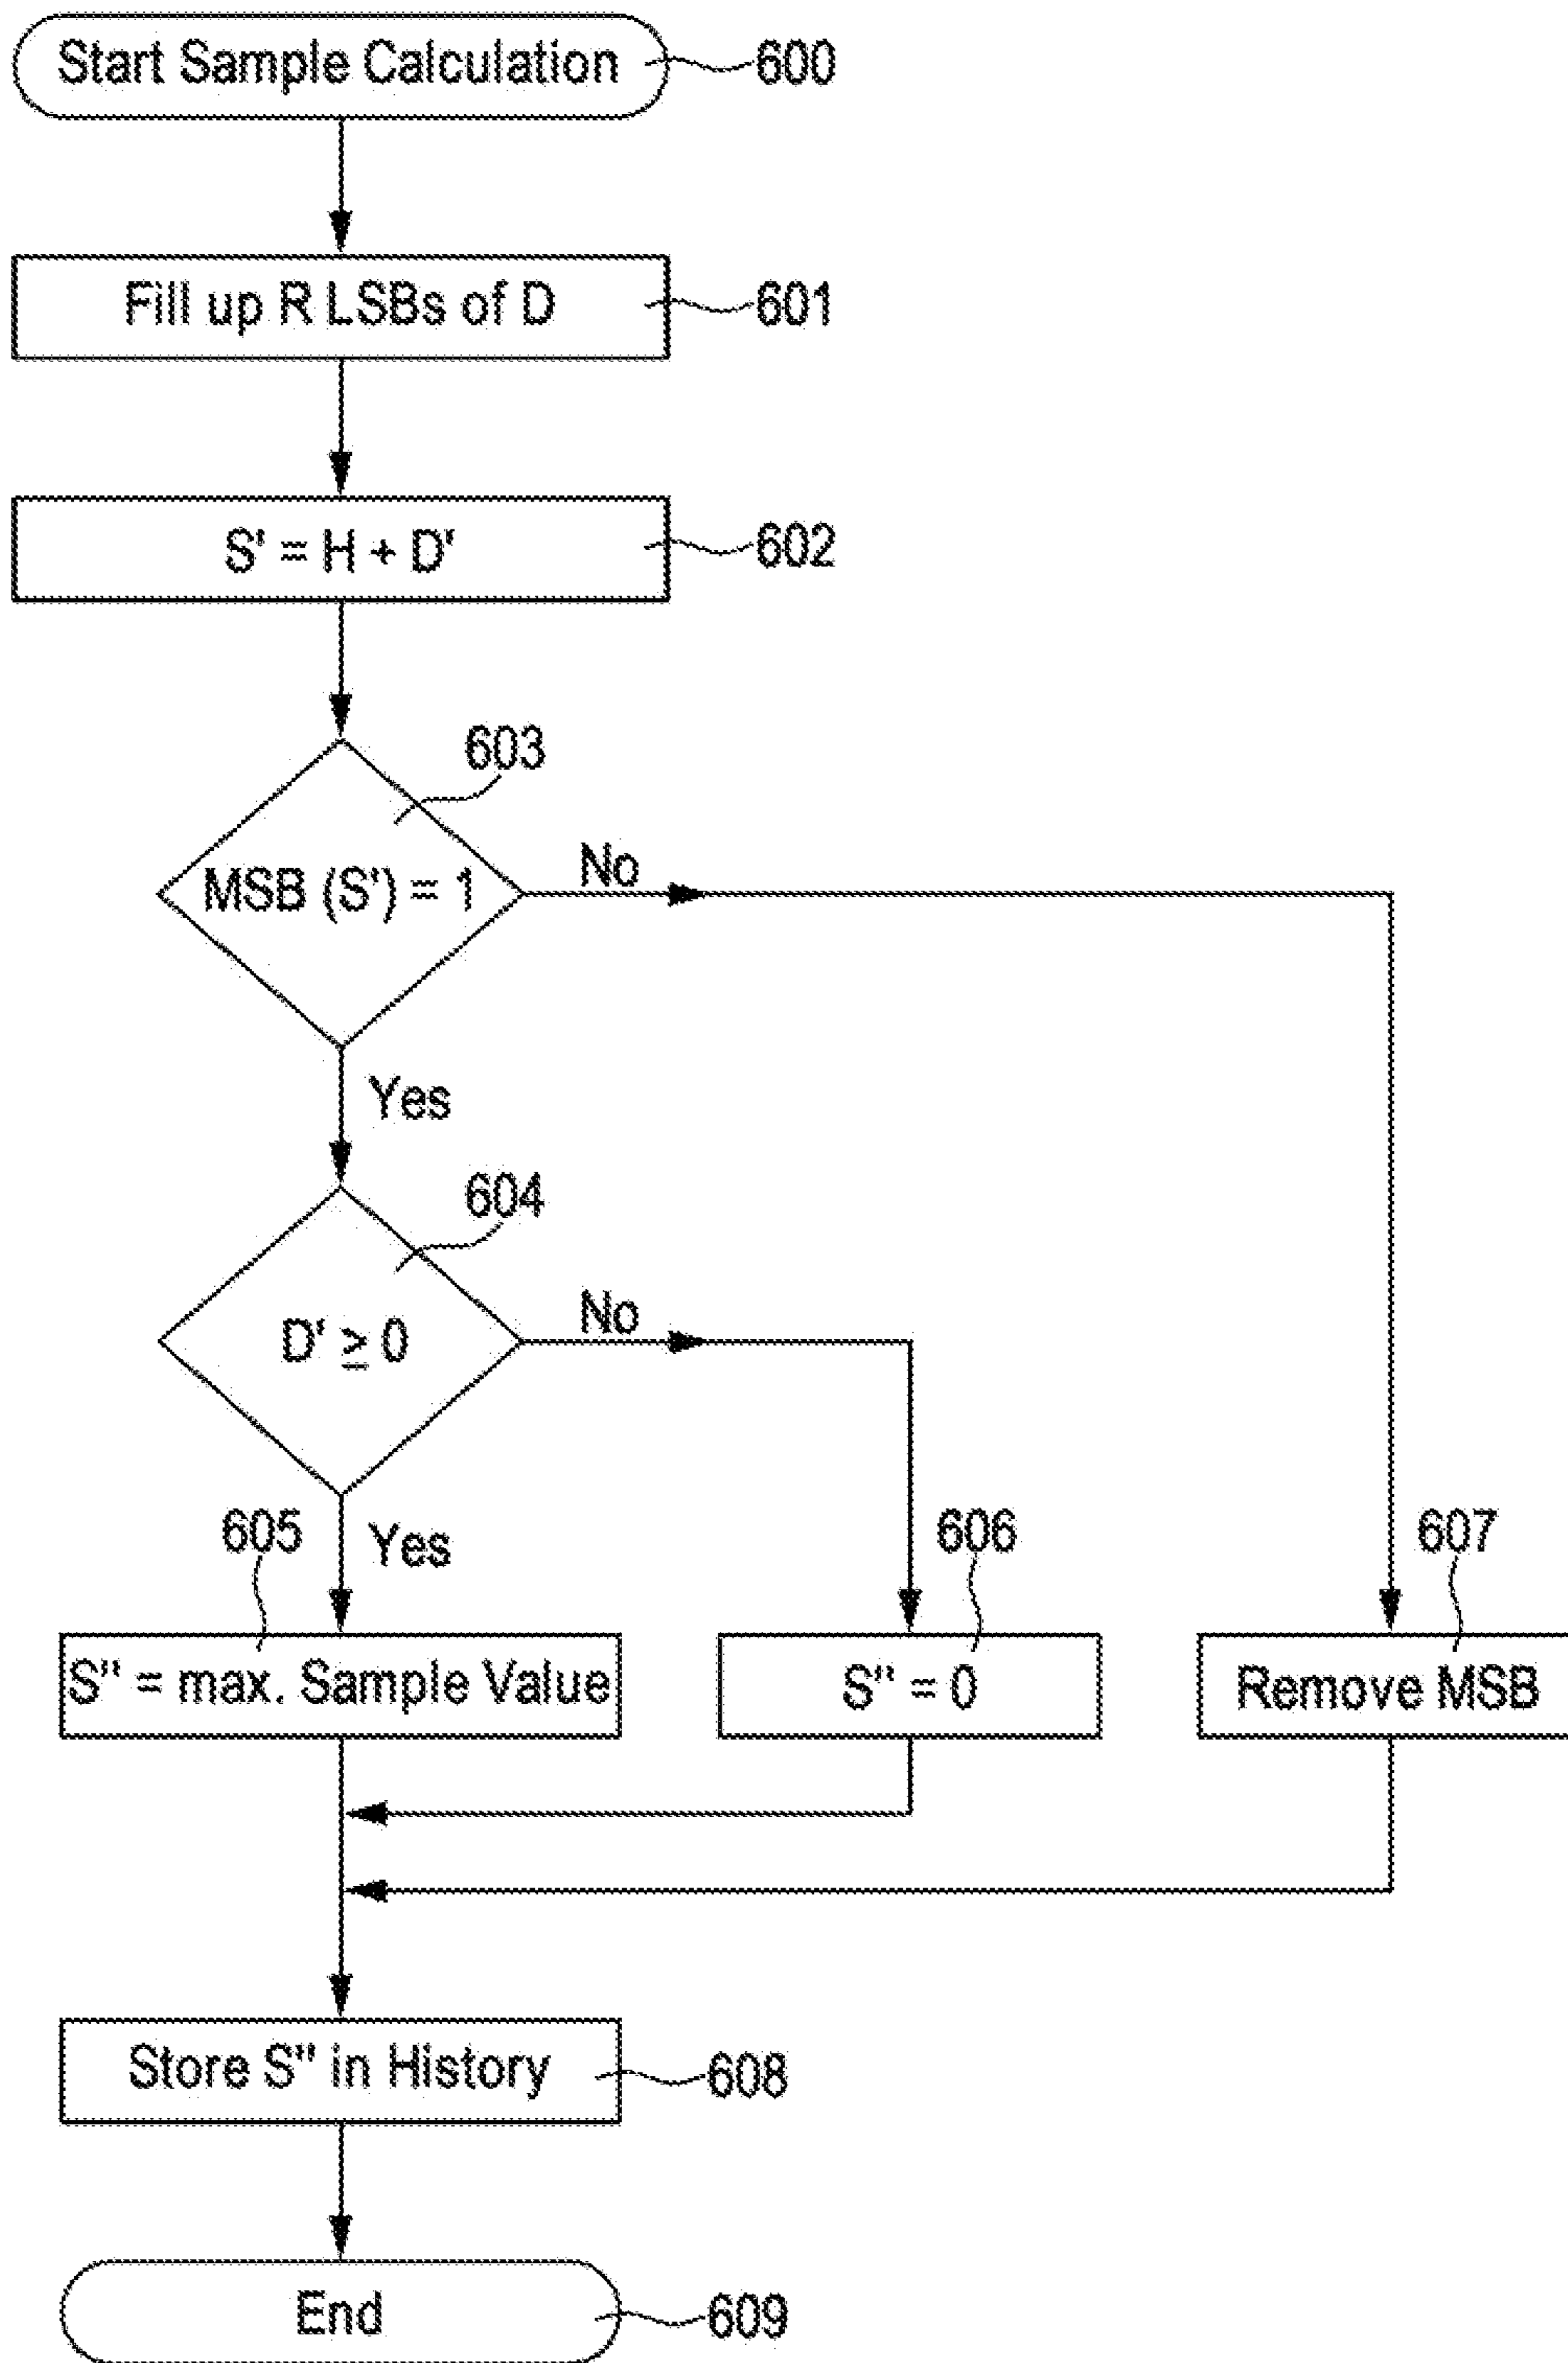 Start Sample Calculation 600
Fill up R LSBs of D 601
S' = H + D' 602
603
MSB (S') = 1 No
Yes
604
D' ≥ 0 No
605 Yes 606 607
S" = max. Sample Value S" = 0 Remove MSB
Store S" in History 608
End 609